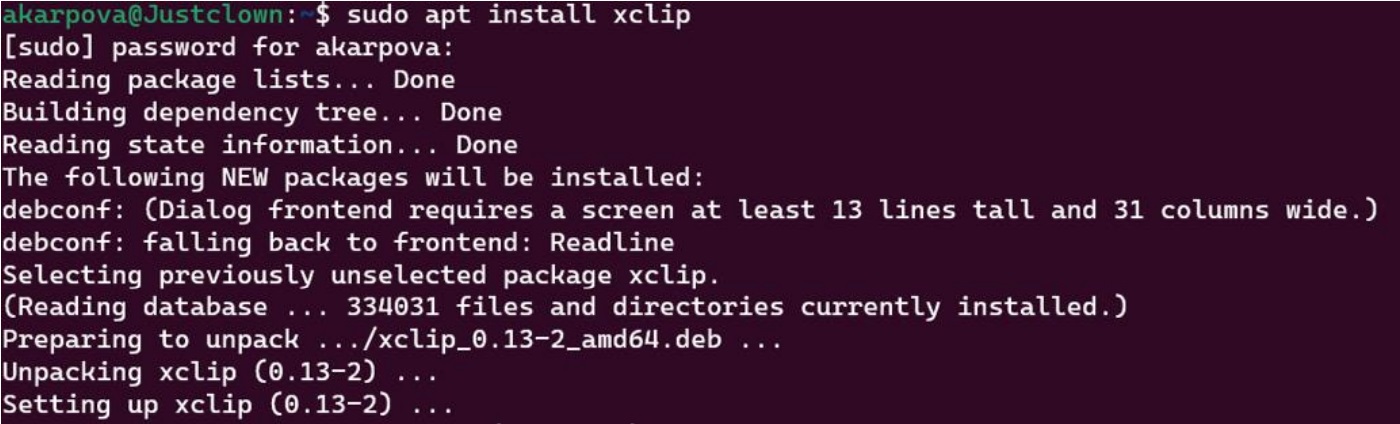 akarpova@Justclown:~$ sudo apt install xclip
[sudo] password for akarpova:
Reading package lists... Done
Building dependency tree... Done
Reading state information... Done
The following NEW packages will be installed:
debconf: (Dialog frontend requires a screen at least 13 lines tall and 31 columns wide.)
debconf: falling back to frontend: Readline
Selecting previously unselected package xclip.
(Reading database ... 334031 files and directories currently installed.)
Preparing to unpack .../xclip_0.13-2_amd64.deb ...
Unpacking xclip (0.13-2) ...
Setting up xclip (0.13-2) ...